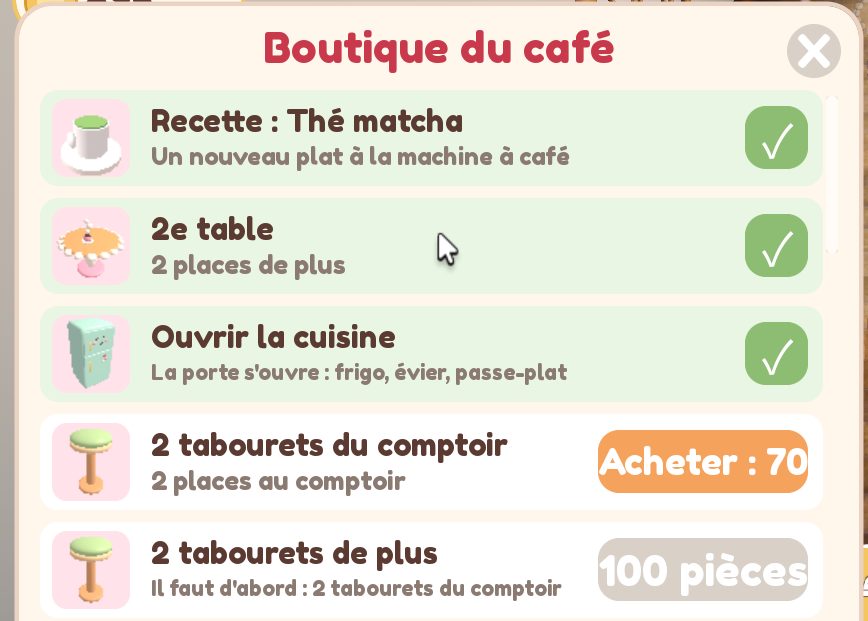 Boutique du café
Recette : Thé matcha
Un nouveau plat à la machine à café
2e table
2 places de plus
Ouvrir la cuisine
La porte s'ouvre : frigo, évier, passe-plat
2 tabourets du comptoir
2 places au comptoir
Acheter : 70
2 tabourets de plus
Il faut d'abord : 2 tabourets du comptoir
100 pièces